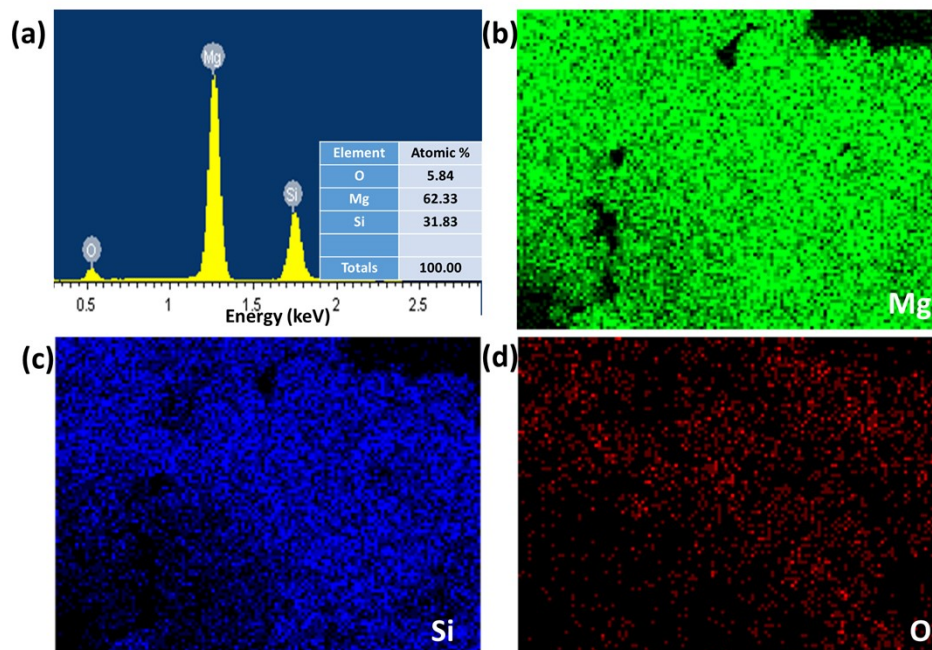 (a)
Mg
Si
O
Element Atomic %
O 5.84
Mg 62.33
Si 31.83
Totals 100.00
0.5 1 1.5 2 2.5
Energy (keV)
(b)
Mg
(c)
Si
(d)
O